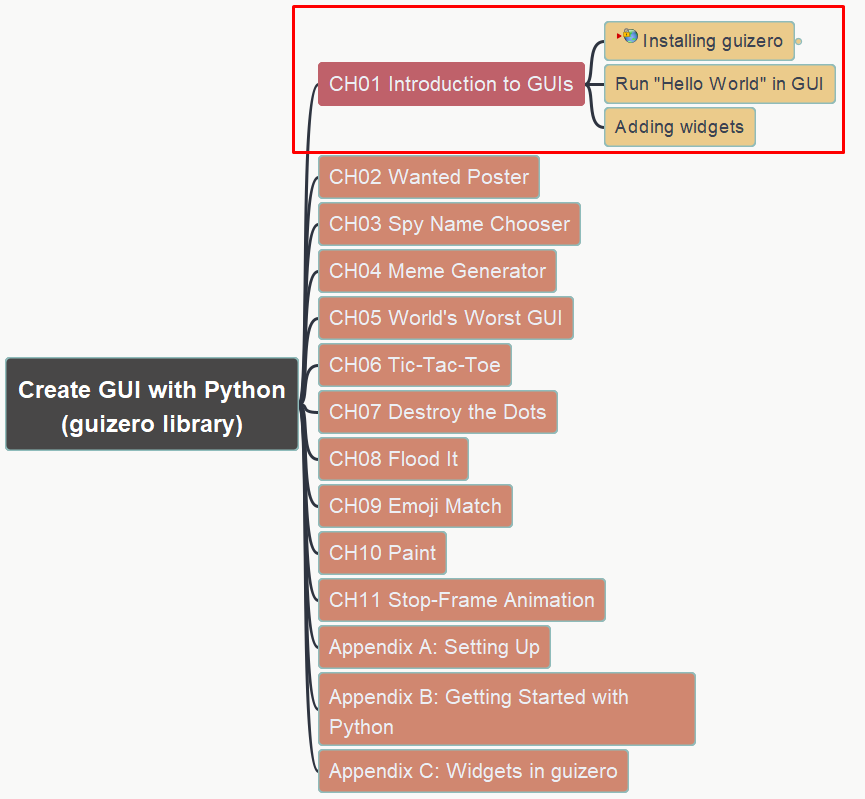 Create GUI with Python
(guizero library)
CH01 Introduction to GUIs
Installing guizero
Run "Hello World" in GUI
Adding widgets
CH02 Wanted Poster
CH03 Spy Name Chooser
CH04 Meme Generator
CH05 World's Worst GUI
CH06 Tic-Tac-Toe
CH07 Destroy the Dots
CH08 Flood It
CH09 Emoji Match
CH10 Paint
CH11 Stop-Frame Animation
Appendix A: Setting Up
Appendix B: Getting Started with
Python
Appendix C: Widgets in guizero